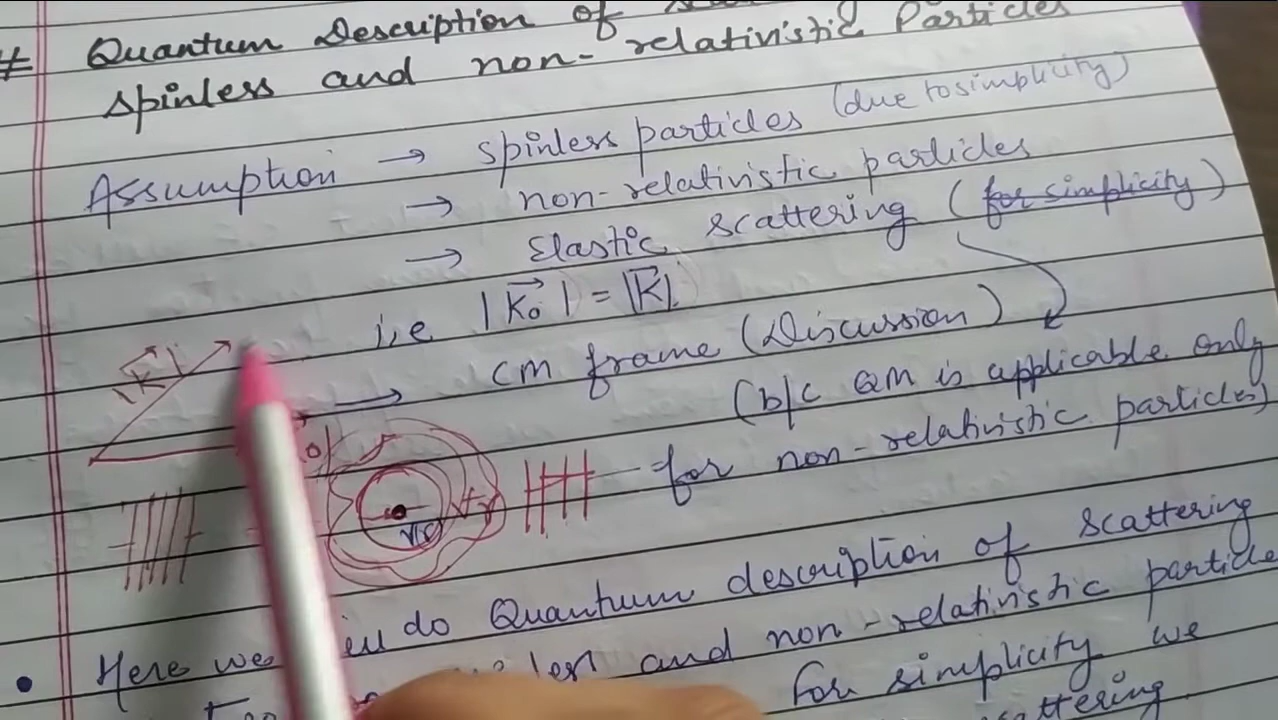 # Quantum Description of
spinless and non-relativistic Particles
Assumption → spinless particles (due to simplicity)
→ non-relativistic particles
→ Elastic scattering (for simplicity)
i.e |K₀| = |K|
→ CM frame (Discussion)
(b/c QM is applicable only
for non-relativistic particles)
|K|
• Here we do Quantum description of scattering
and non-relativistic particle
For simplicity we